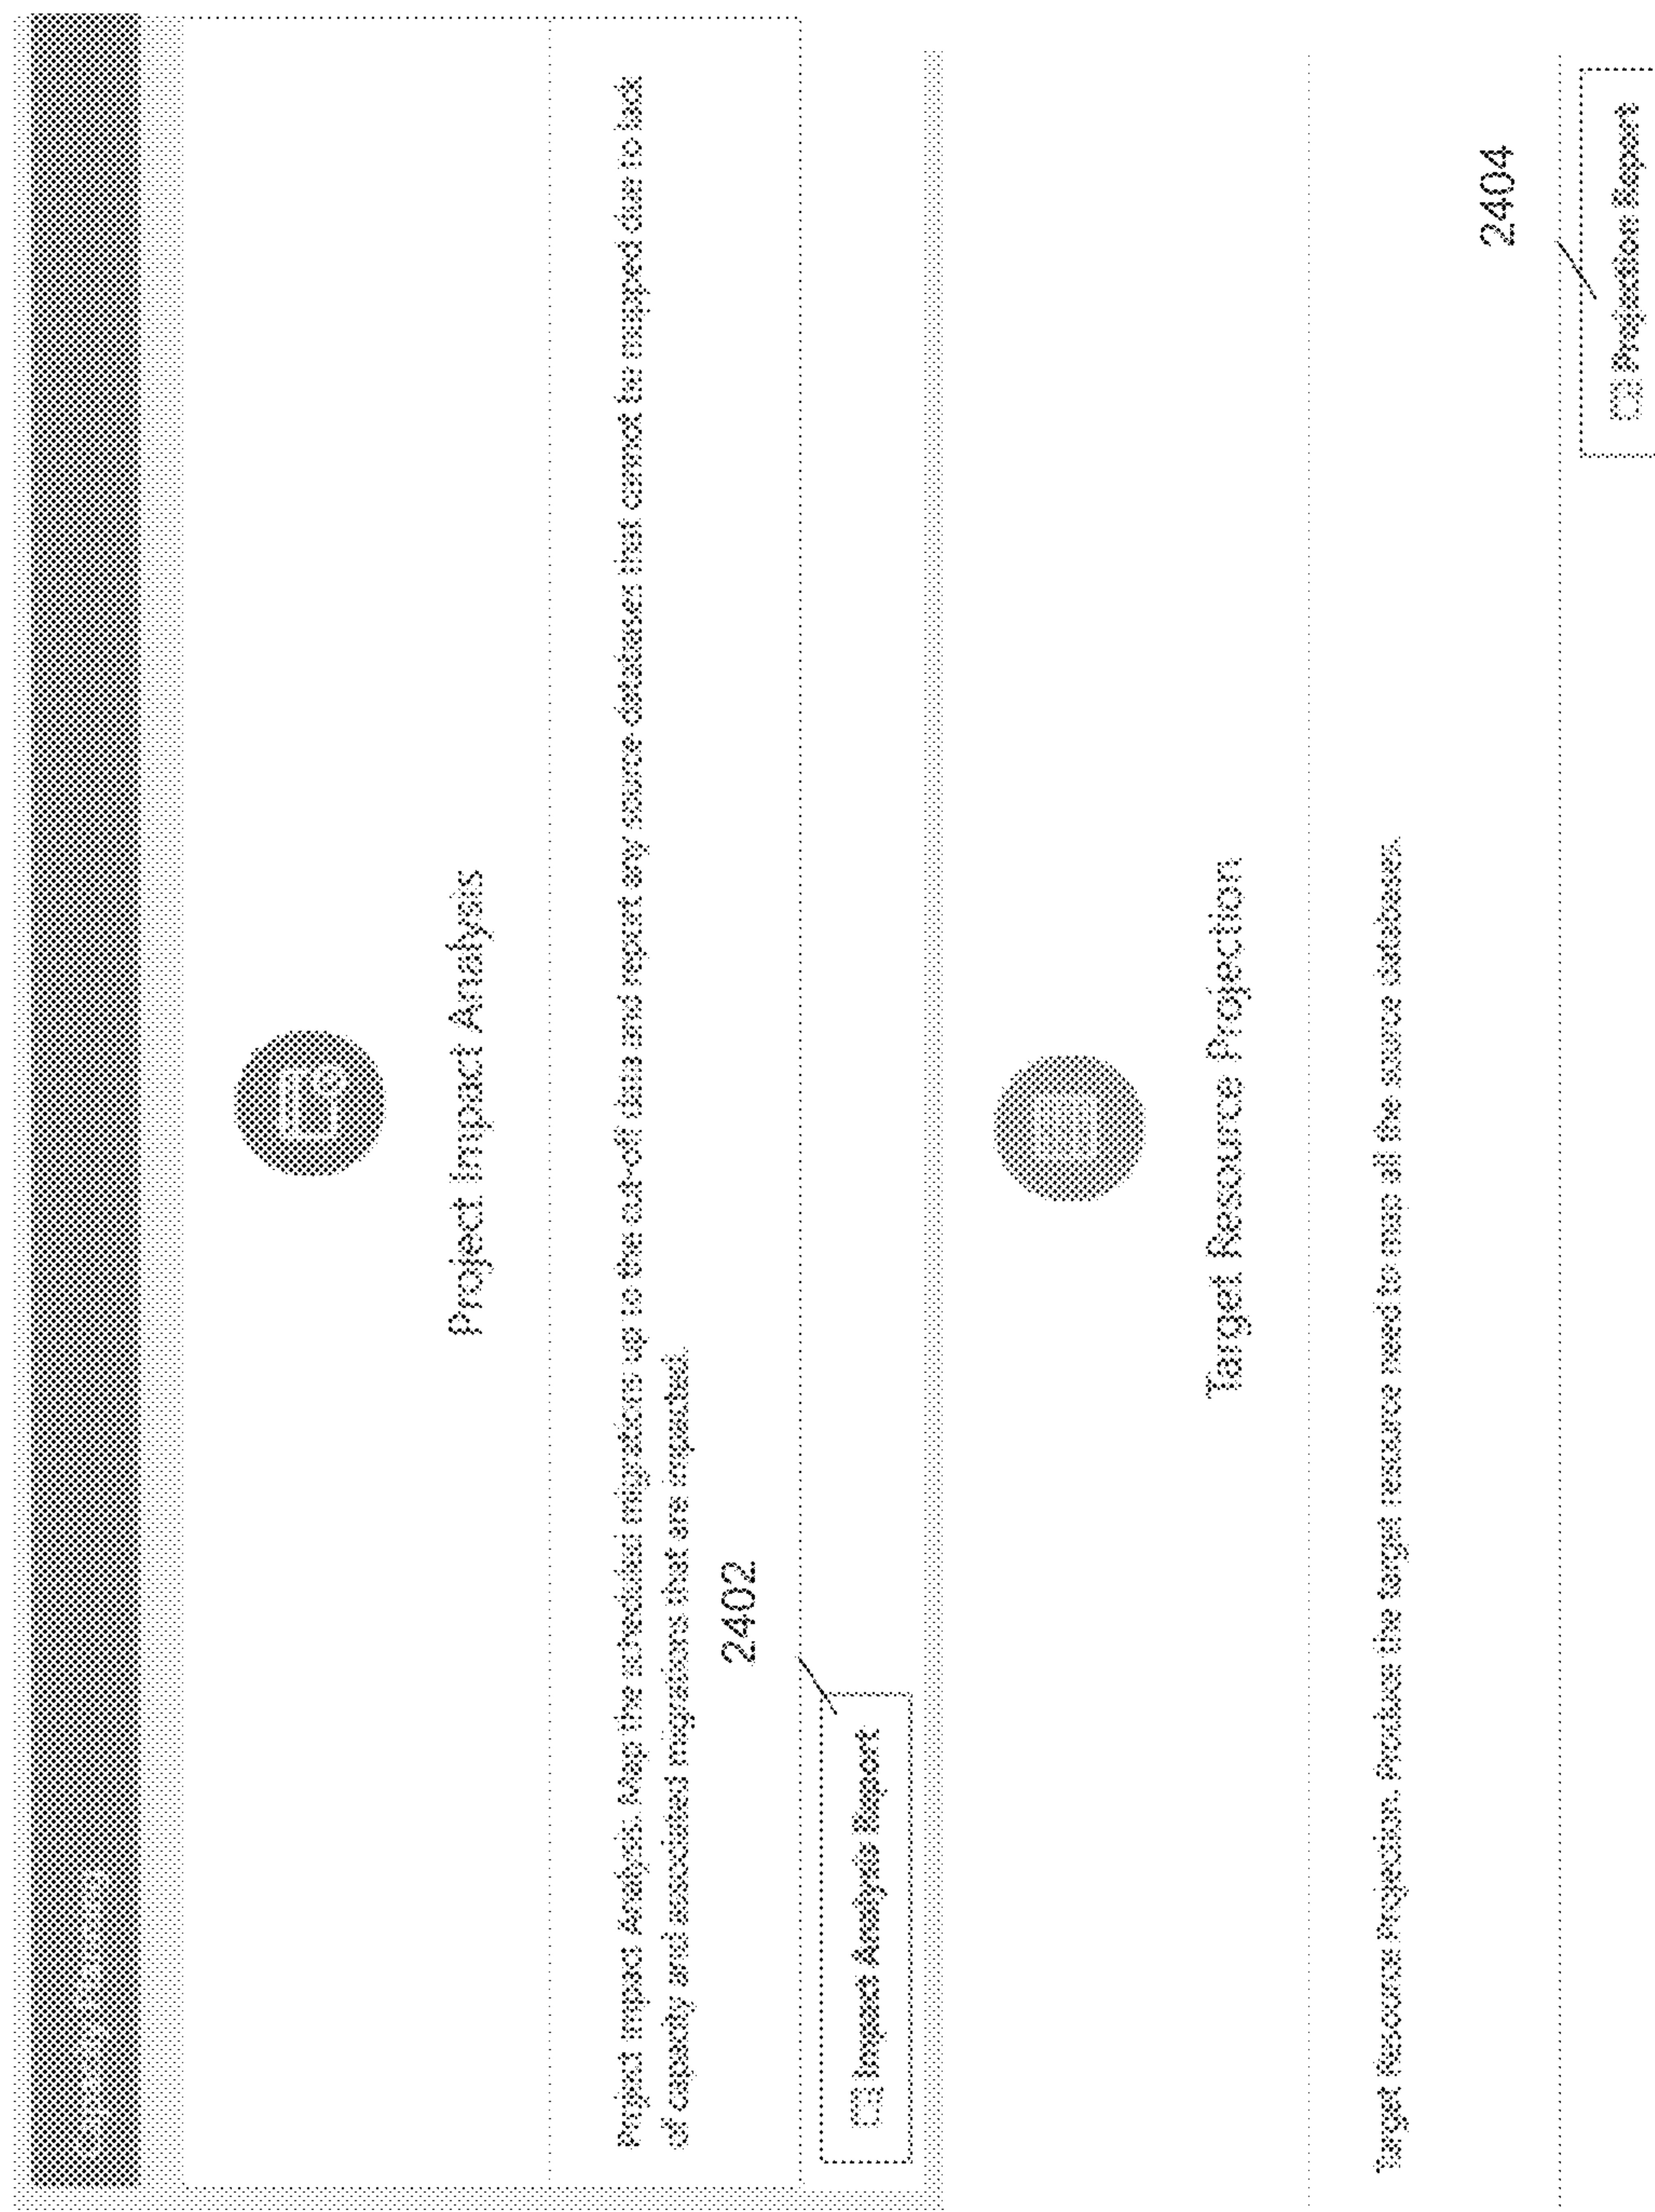 Project Impact Analysis
Project Impact Analysis. Map the scheduled migrations up to the cut-off data and report any source databases that cannot be mapped due to lack
of capacity and associated migrations that are impacted.
2402
Impact Analysis Report
Target Resource Projection
Target Resource Projection. Produce the target resource need to map all the source databases.
2404
Projection Report